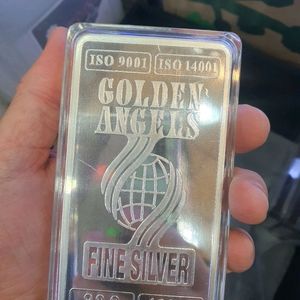 ISO 9001 ISO 14001
GOLDEN
ANGELS
FINE SILVER